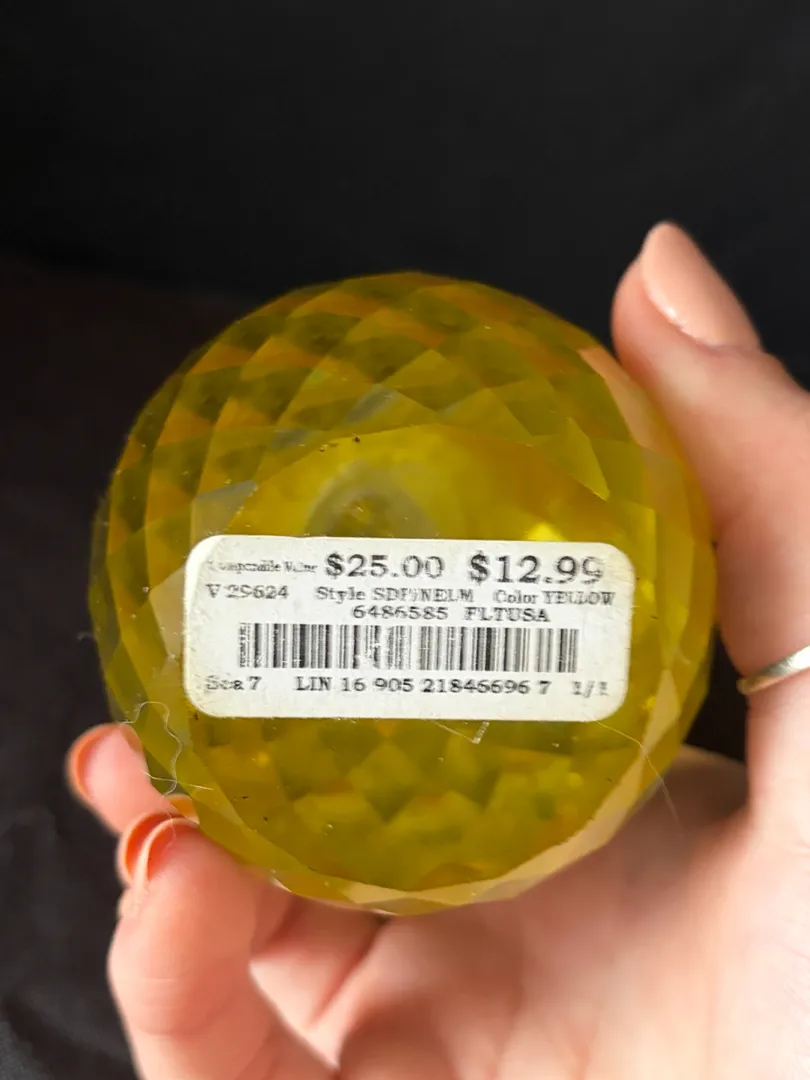 Comparable Value $25.00 $12.99
V 29624 Style Color YELLOW
6486585 FLTUSA
Sea 7 LIN 16 905 21846696 7 1/1